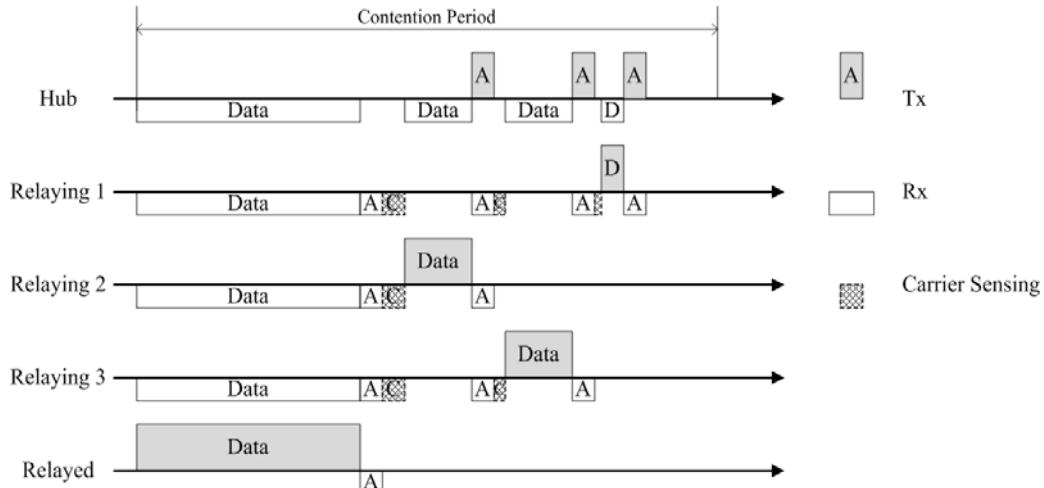 Contention Period
Hub
Data
Data
A
Data
A
D
A
A
Tx
Relaying 1
Data
A
C
A
C
A
D
A
Rx
Relaying 2
Data
A
C
Data
A
Carrier Sensing
Relaying 3
Data
A
C
A
C
Data
A
Relayed
Data
A